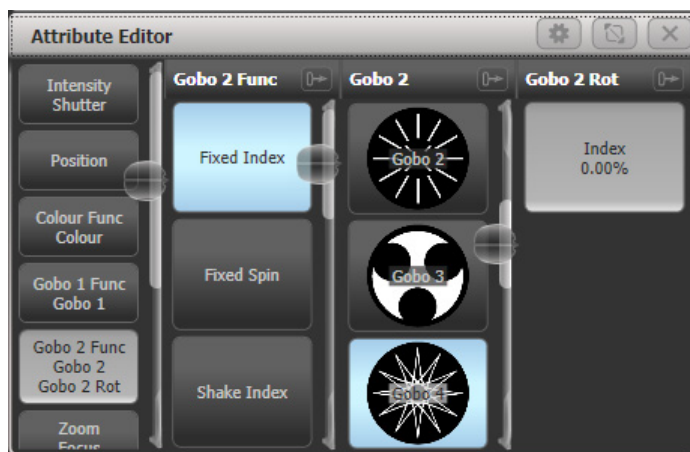 Attribute Editor
Intensity
Shutter
Position
Colour Func
Colour
Gobo 1 Func
Gobo 1
Gobo 2 Func
Gobo 2
Gobo 2 Rot
Zoom
Focus
Gobo 2 Func
Fixed Index
Fixed Spin
Shake Index
Gobo 2
Gobo 2
Gobo 3
Gobo 4
Gobo 2 Rot
Index
0.00%